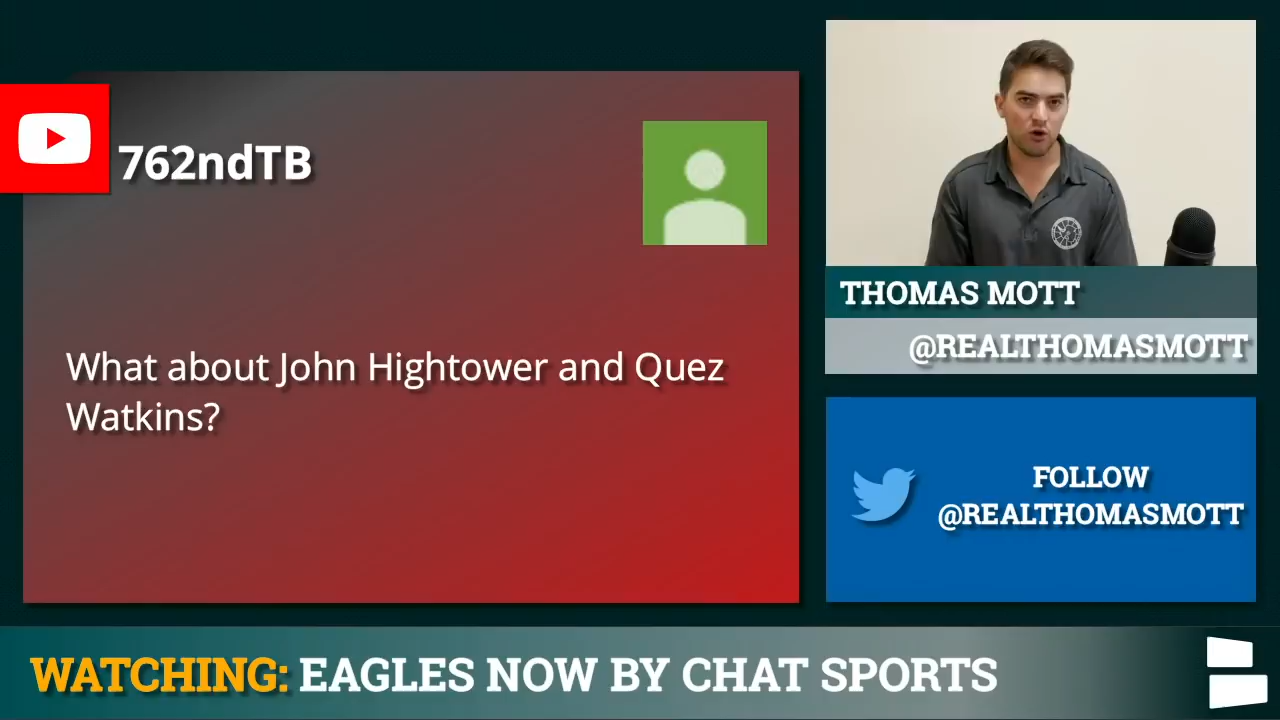 762ndTB
What about John Hightower and Quez
Watkins?
THOMAS MOTT
@REALTHOMASMOTT
FOLLOW
@REALTHOMASMOTT
WATCHING: EAGLES NOW BY CHAT SPORTS